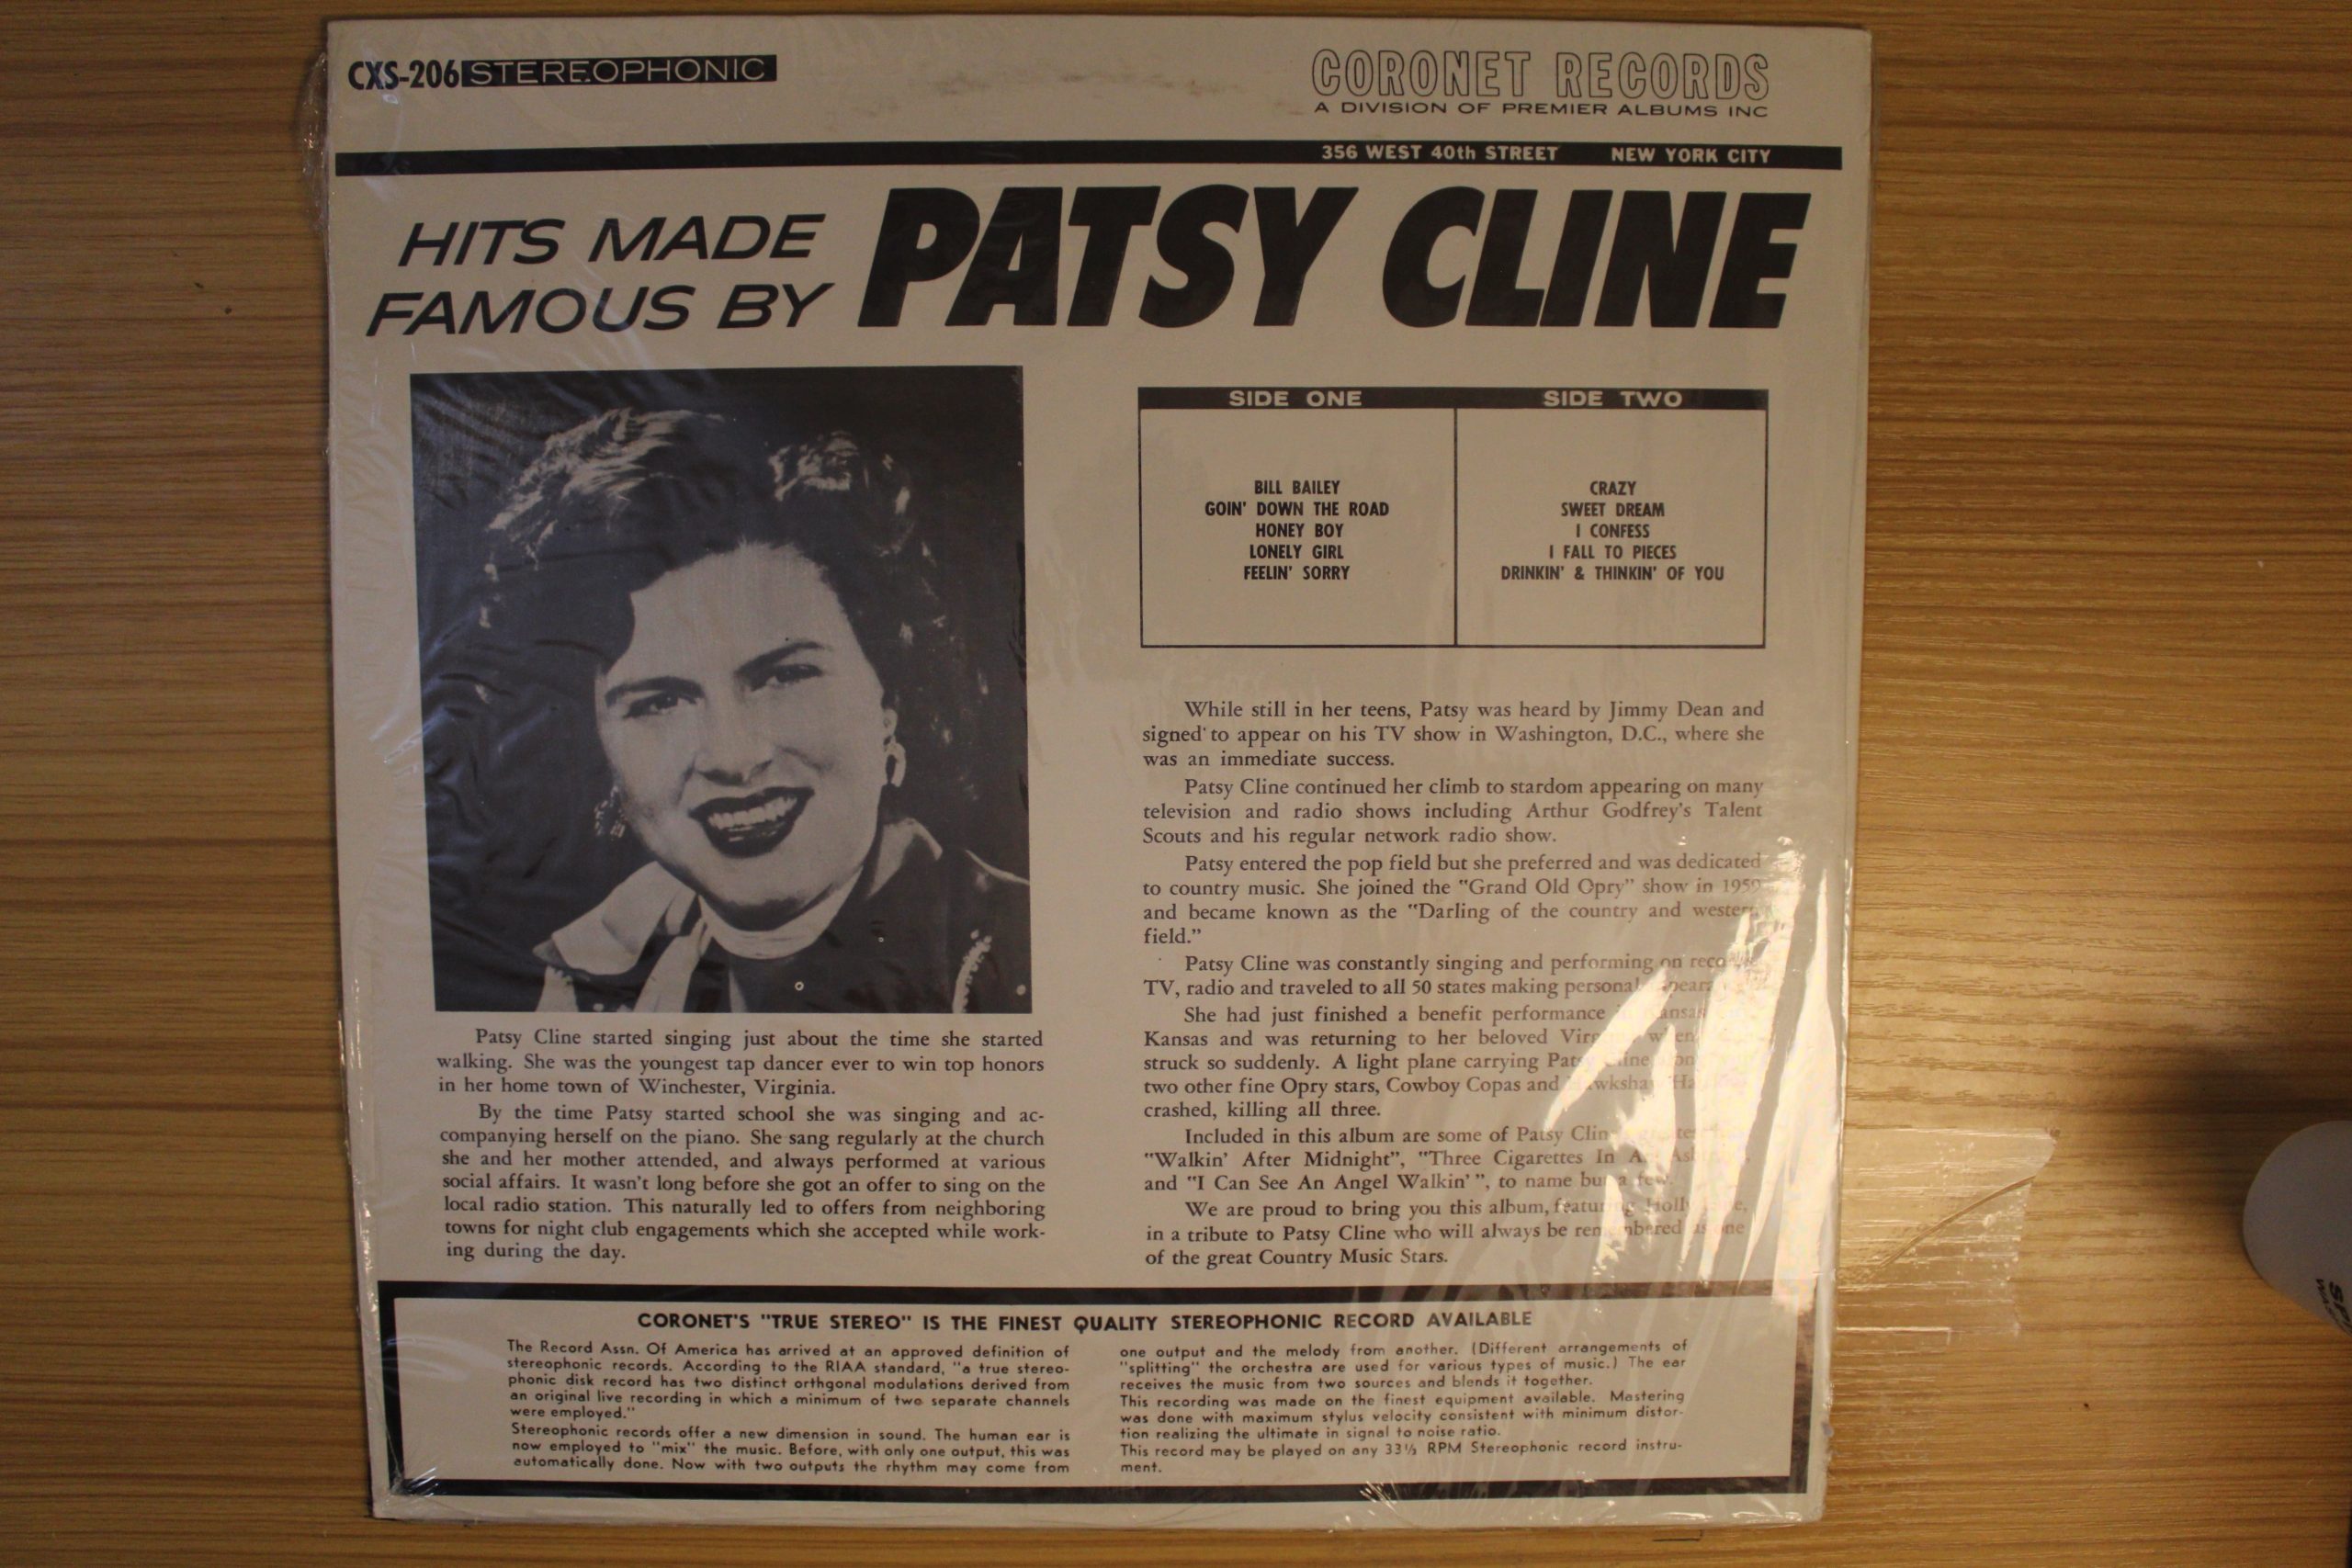 CXS-206 STEREOPHONIC
CORONET RECORDS
A DIVISION OF PREMIER ALBUMS INC
356 WEST 40th STREET NEW YORK CITY
HITS MADE
FAMOUS BY
PATSY CLINE
SIDE ONE
BILL BAILEY
GOIN' DOWN THE ROAD
HONEY BOY
LONELY GIRL
FEELIN' SORRY
SIDE TWO
CRAZY
SWEET DREAM
I CONFESS
I FALL TO PIECES
DRINKIN' & THINKIN' OF YOU
Patsy Cline started singing just about the time she started
walking. She was the youngest tap dancer ever to win top honors
in her home town of Winchester, Virginia.
By the time Patsy started school she was singing and ac-
companying herself on the piano. She sang regularly at the church
she and her mother attended, and always performed at various
social affairs. It wasn't long before she got an offer to sing on the
local radio station. This naturally led to offers from neighboring
towns for night club engagements which she accepted while work-
ing during the day.
While still in her teens, Patsy was heard by Jimmy Dean and
signed to appear on his TV show in Washington, D.C., where she
was an immediate success.
Patsy Cline continued her climb to stardom appearing on many
television and radio shows including Arthur Godfrey's Talent
Scouts and his regular network radio show.
Patsy entered the pop field but she preferred and was dedicated
to country music. She joined the "Grand Old Opry" show in 1959
and became known as the "Darling of the country and western
field."
Patsy Cline was constantly singing and performing on
TV, radio and traveled to all 50 states making personal
She had just finished a benefit performance
Kansas and was returning to her beloved
struck so suddenly. A light plane carrying Patsy
two other fine Opry stars, Cowboy Copas and
crashed, killing all three.
Included in this album are some of Patsy
"Walkin' After Midnight", "Three Cigarettes In
and "I Can See An Angel Walkin' ", to name but a few.
We are proud to bring you this album, featuring
in a tribute to Patsy Cline who will always be remembered as one
of the great Country Music Stars.
CORONET'S "TRUE STEREO" IS THE FINEST QUALITY STEREOPHONIC RECORD AVAILABLE
The Record Assn. Of America has arrived at an approved definition of
stereophonic records. According to the RIAA standard, "a true stereo-
phonic disk record has two distinct orthgonal modulations derived from
an original live recording in which a minimum of two separate channels
were employed."
Stereophonic records offer a new dimension in sound. The human ear is
now employed to "mix" the music. Before, with only one output, this was
automatically done. Now with two outputs the rhythm may come from
one output and the melody from another. (Different arrangements of
"splitting" the orchestra are used for various types of music.) The ear
receives the music from two sources and blends it together.
This recording was made on the finest equipment available. Mastering
was done with maximum stylus velocity consistent with minimum distor-
tion realizing the ultimate in signal to noise ratio.
This record may be played on any 33⅓ RPM Stereophonic record instru-
ment.